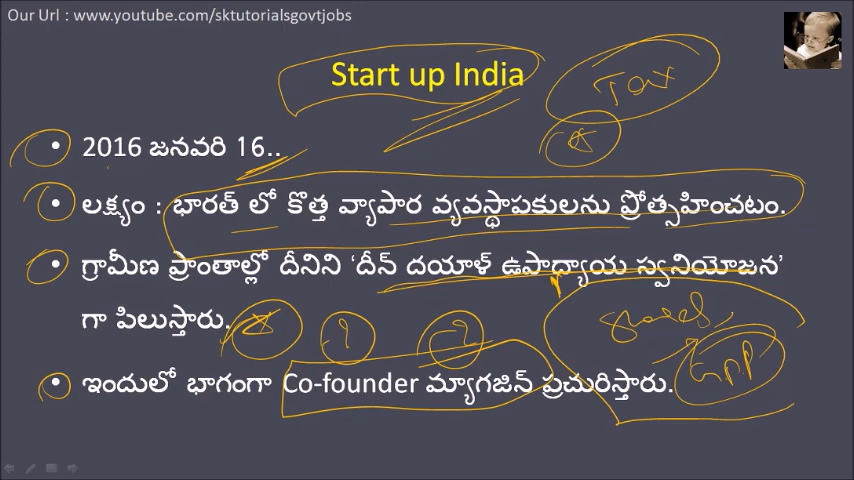 Our Url : www.youtube.com/sktutorialsgovtjobs
Start up India
Tax
• 2016 జనవరి 16..
• లక్ష్యం : భారత్ లో కొత్త వ్యాపార వ్యవస్థాపకులను ప్రోత్సహించటం.
• గ్రామీణ ప్రాంతాల్లో దీనిని ‘దీన్ దయాళ్ ఉపాధ్యాయ స్వనియోజన’
గా పిలుస్తారు.
• ఇందులో భాగంగా Co-founder మ్యాగజిన్ ప్రచురిస్తారు.